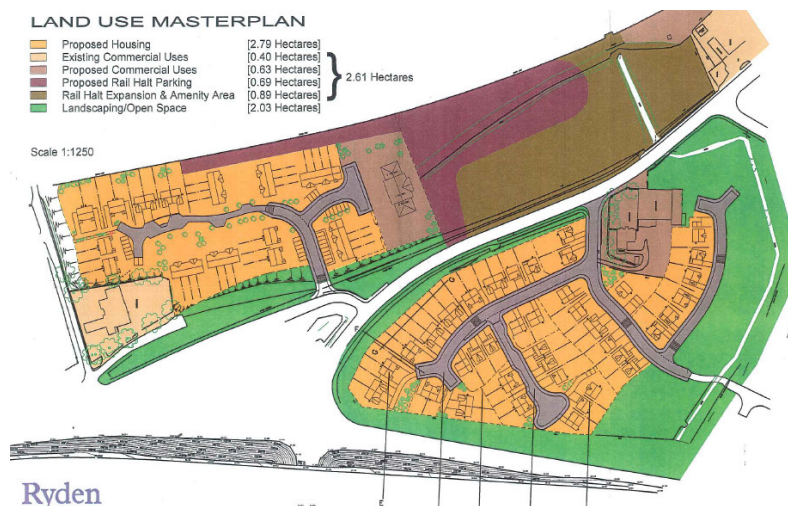 LAND USE MASTERPLAN
Proposed Housing [2.79 Hectares]
Existing Commercial Uses [0.40 Hectares]
Proposed Commercial Uses [0.63 Hectares]
Proposed Rail Halt Parking [0.69 Hectares]
Rail Halt Expansion & Amenity Area [0.89 Hectares]
2.61 Hectares
Landscaping/Open Space [2.03 Hectares]
Scale 1:1250
Ryden